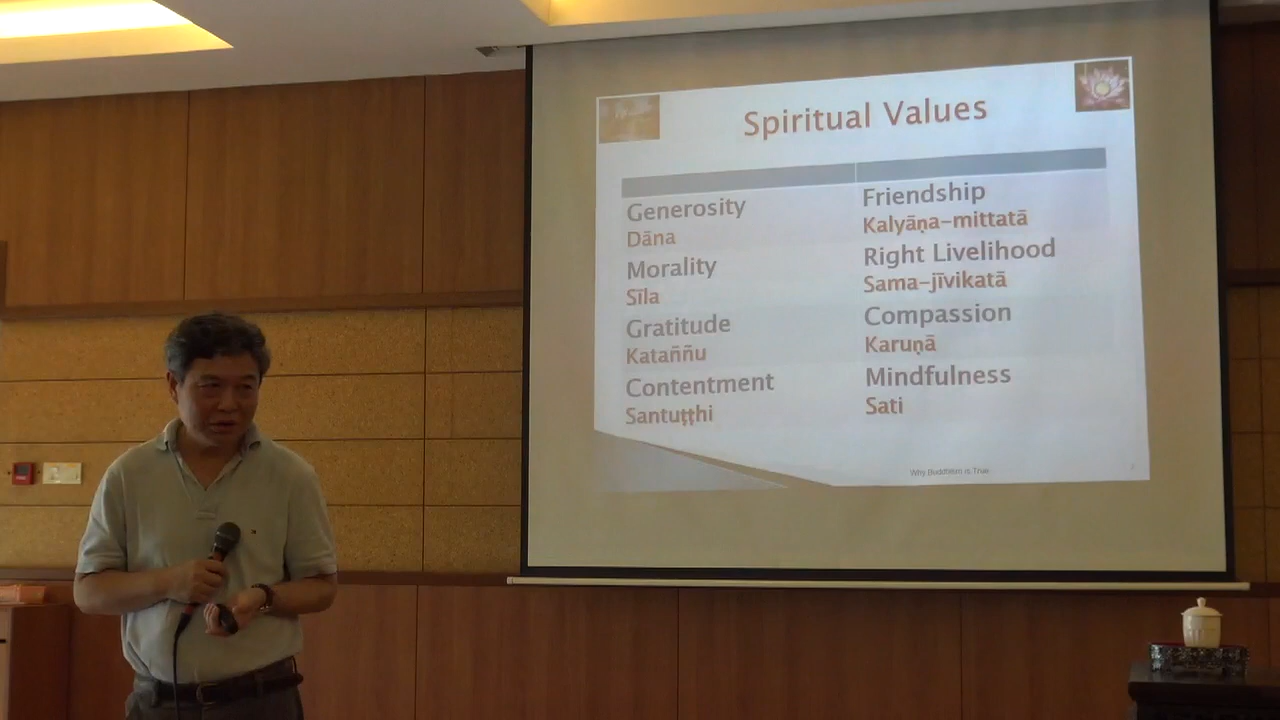 Spiritual Values
Generosity
Dāna
Morality
Sīla
Gratitude
Kataññu
Contentment
Santuṭṭhi
Friendship
Kalyāṇa-mittatā
Right Livelihood
Sama-jīvikatā
Compassion
Karuṇā
Mindfulness
Sati
Why Buddhism is True